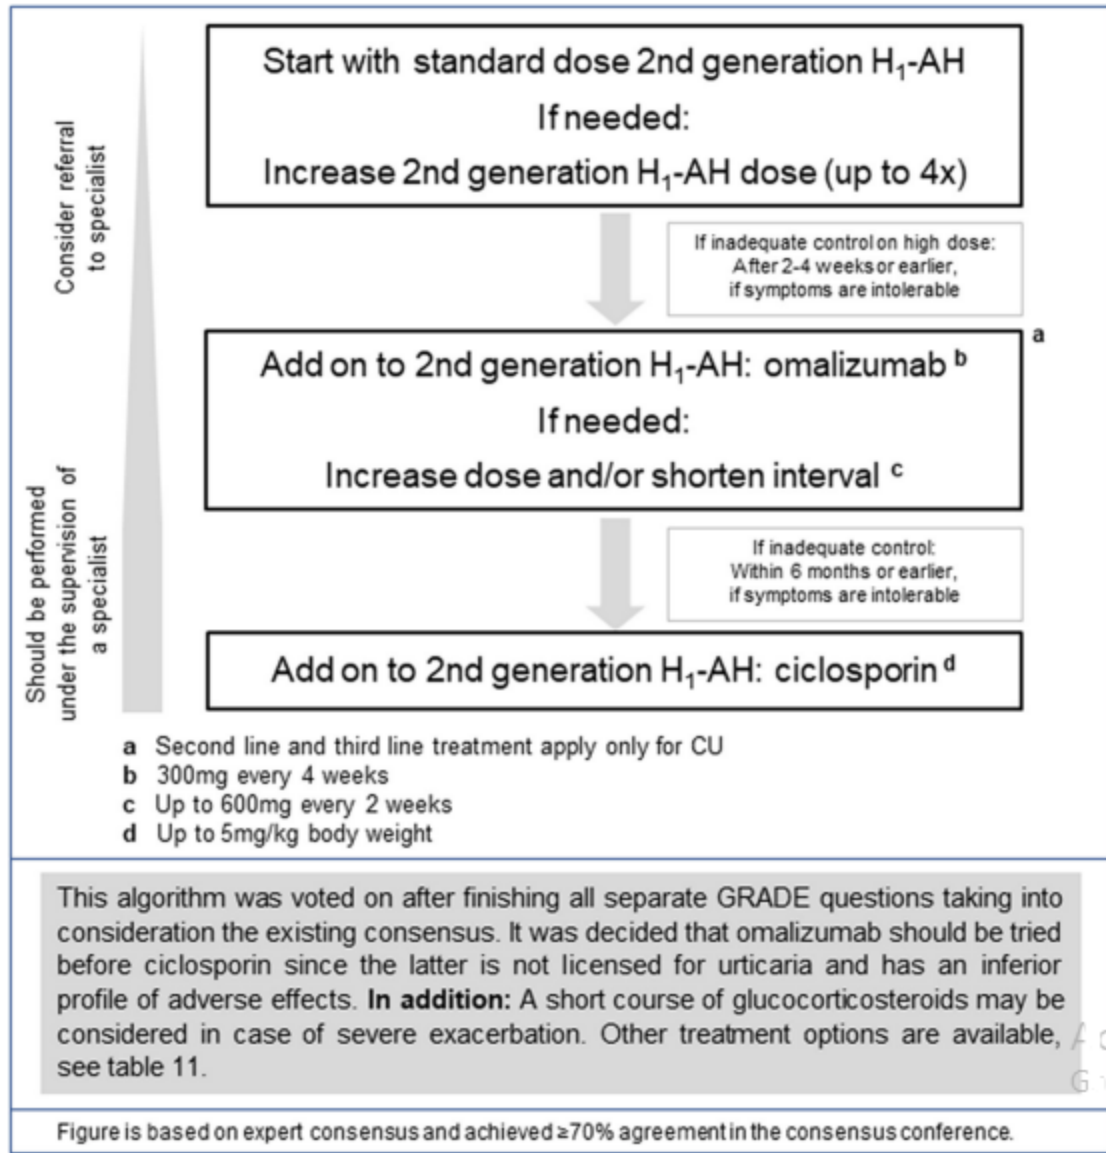 Start with standard dose 2nd generation H₁-AH
If needed:
Increase 2nd generation H₁-AH dose (up to 4x)
Consider referral
to specialist
If inadequate control on high dose:
After 2-4 weeks or earlier,
if symptoms are intolerable
a
Add on to 2nd generation H₁-AH: omalizumab b
If needed:
Increase dose and/or shorten interval c
Should be performed
under the supervision of
a specialist
If inadequate control:
Within 6 months or earlier,
if symptoms are intolerable
Add on to 2nd generation H₁-AH: ciclosporin d
a Second line and third line treatment apply only for CU
b 300mg every 4 weeks
c Up to 600mg every 2 weeks
d Up to 5mg/kg body weight
This algorithm was voted on after finishing all separate GRADE questions taking into
consideration the existing consensus. It was decided that omalizumab should be tried
before ciclosporin since the latter is not licensed for urticaria and has an inferior
profile of adverse effects. In addition: A short course of glucocorticosteroids may be
considered in case of severe exacerbation. Other treatment options are available,
see table 11.
Figure is based on expert consensus and achieved ≥70% agreement in the consensus conference.